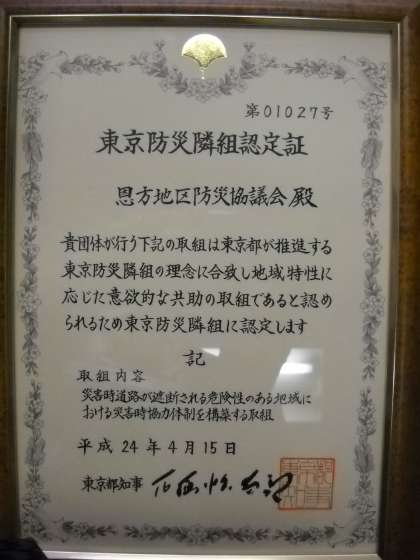 第01027号
東京防災隣組認定証
恩方地区防災協議会 殿
貴団体が行う下記の取組は東京都が推進する
東京防災隣組の理念に合致し地域特性に
応じた意欲的な共助の取組であると認め
られるため東京防災隣組に認定します
記
取組内容
災害時道路が遮断される危険性のある地域に
おける災害時協力体制を構築する取組
平成 24 年 4 月 15 日
東京都知事